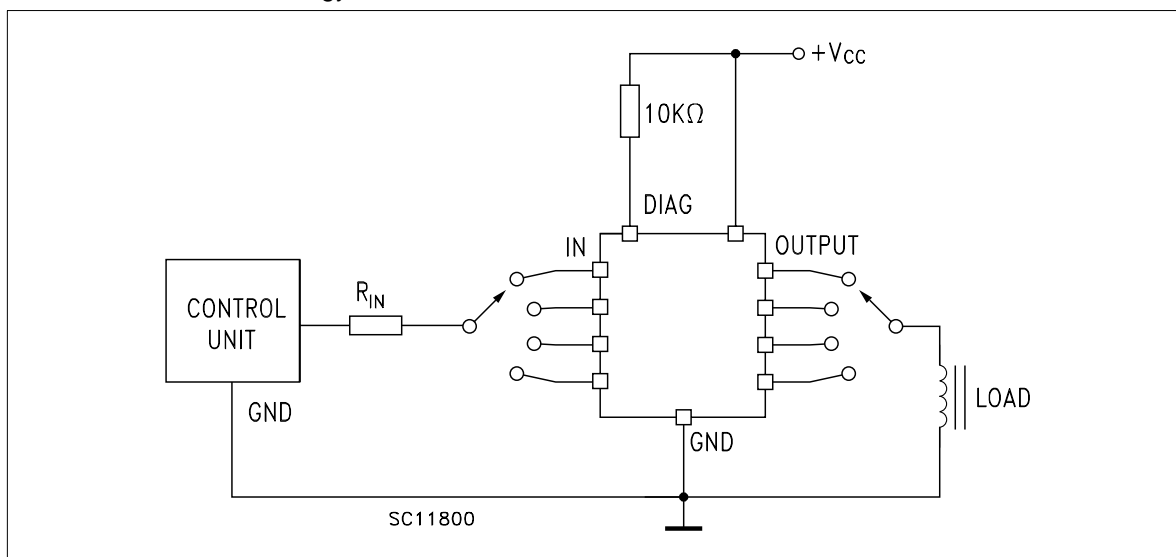 +VCC
10KΩ
DIAG
IN
OUTPUT
RIN
CONTROL
UNIT
LOAD
GND
GND
SC11800